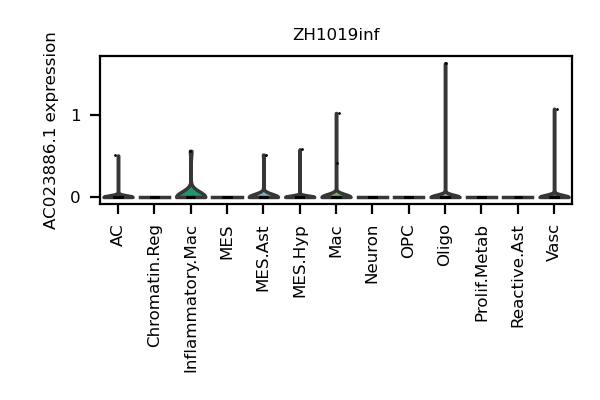 ZH1019inf
AC023886.1 expression
1
0
AC
Chromatin.Reg
Inflammatory.Mac
MES
MES.Ast
MES.Hyp
Mac
Neuron
OPC
Oligo
Prolif.Metab
Reactive.Ast
Vasc